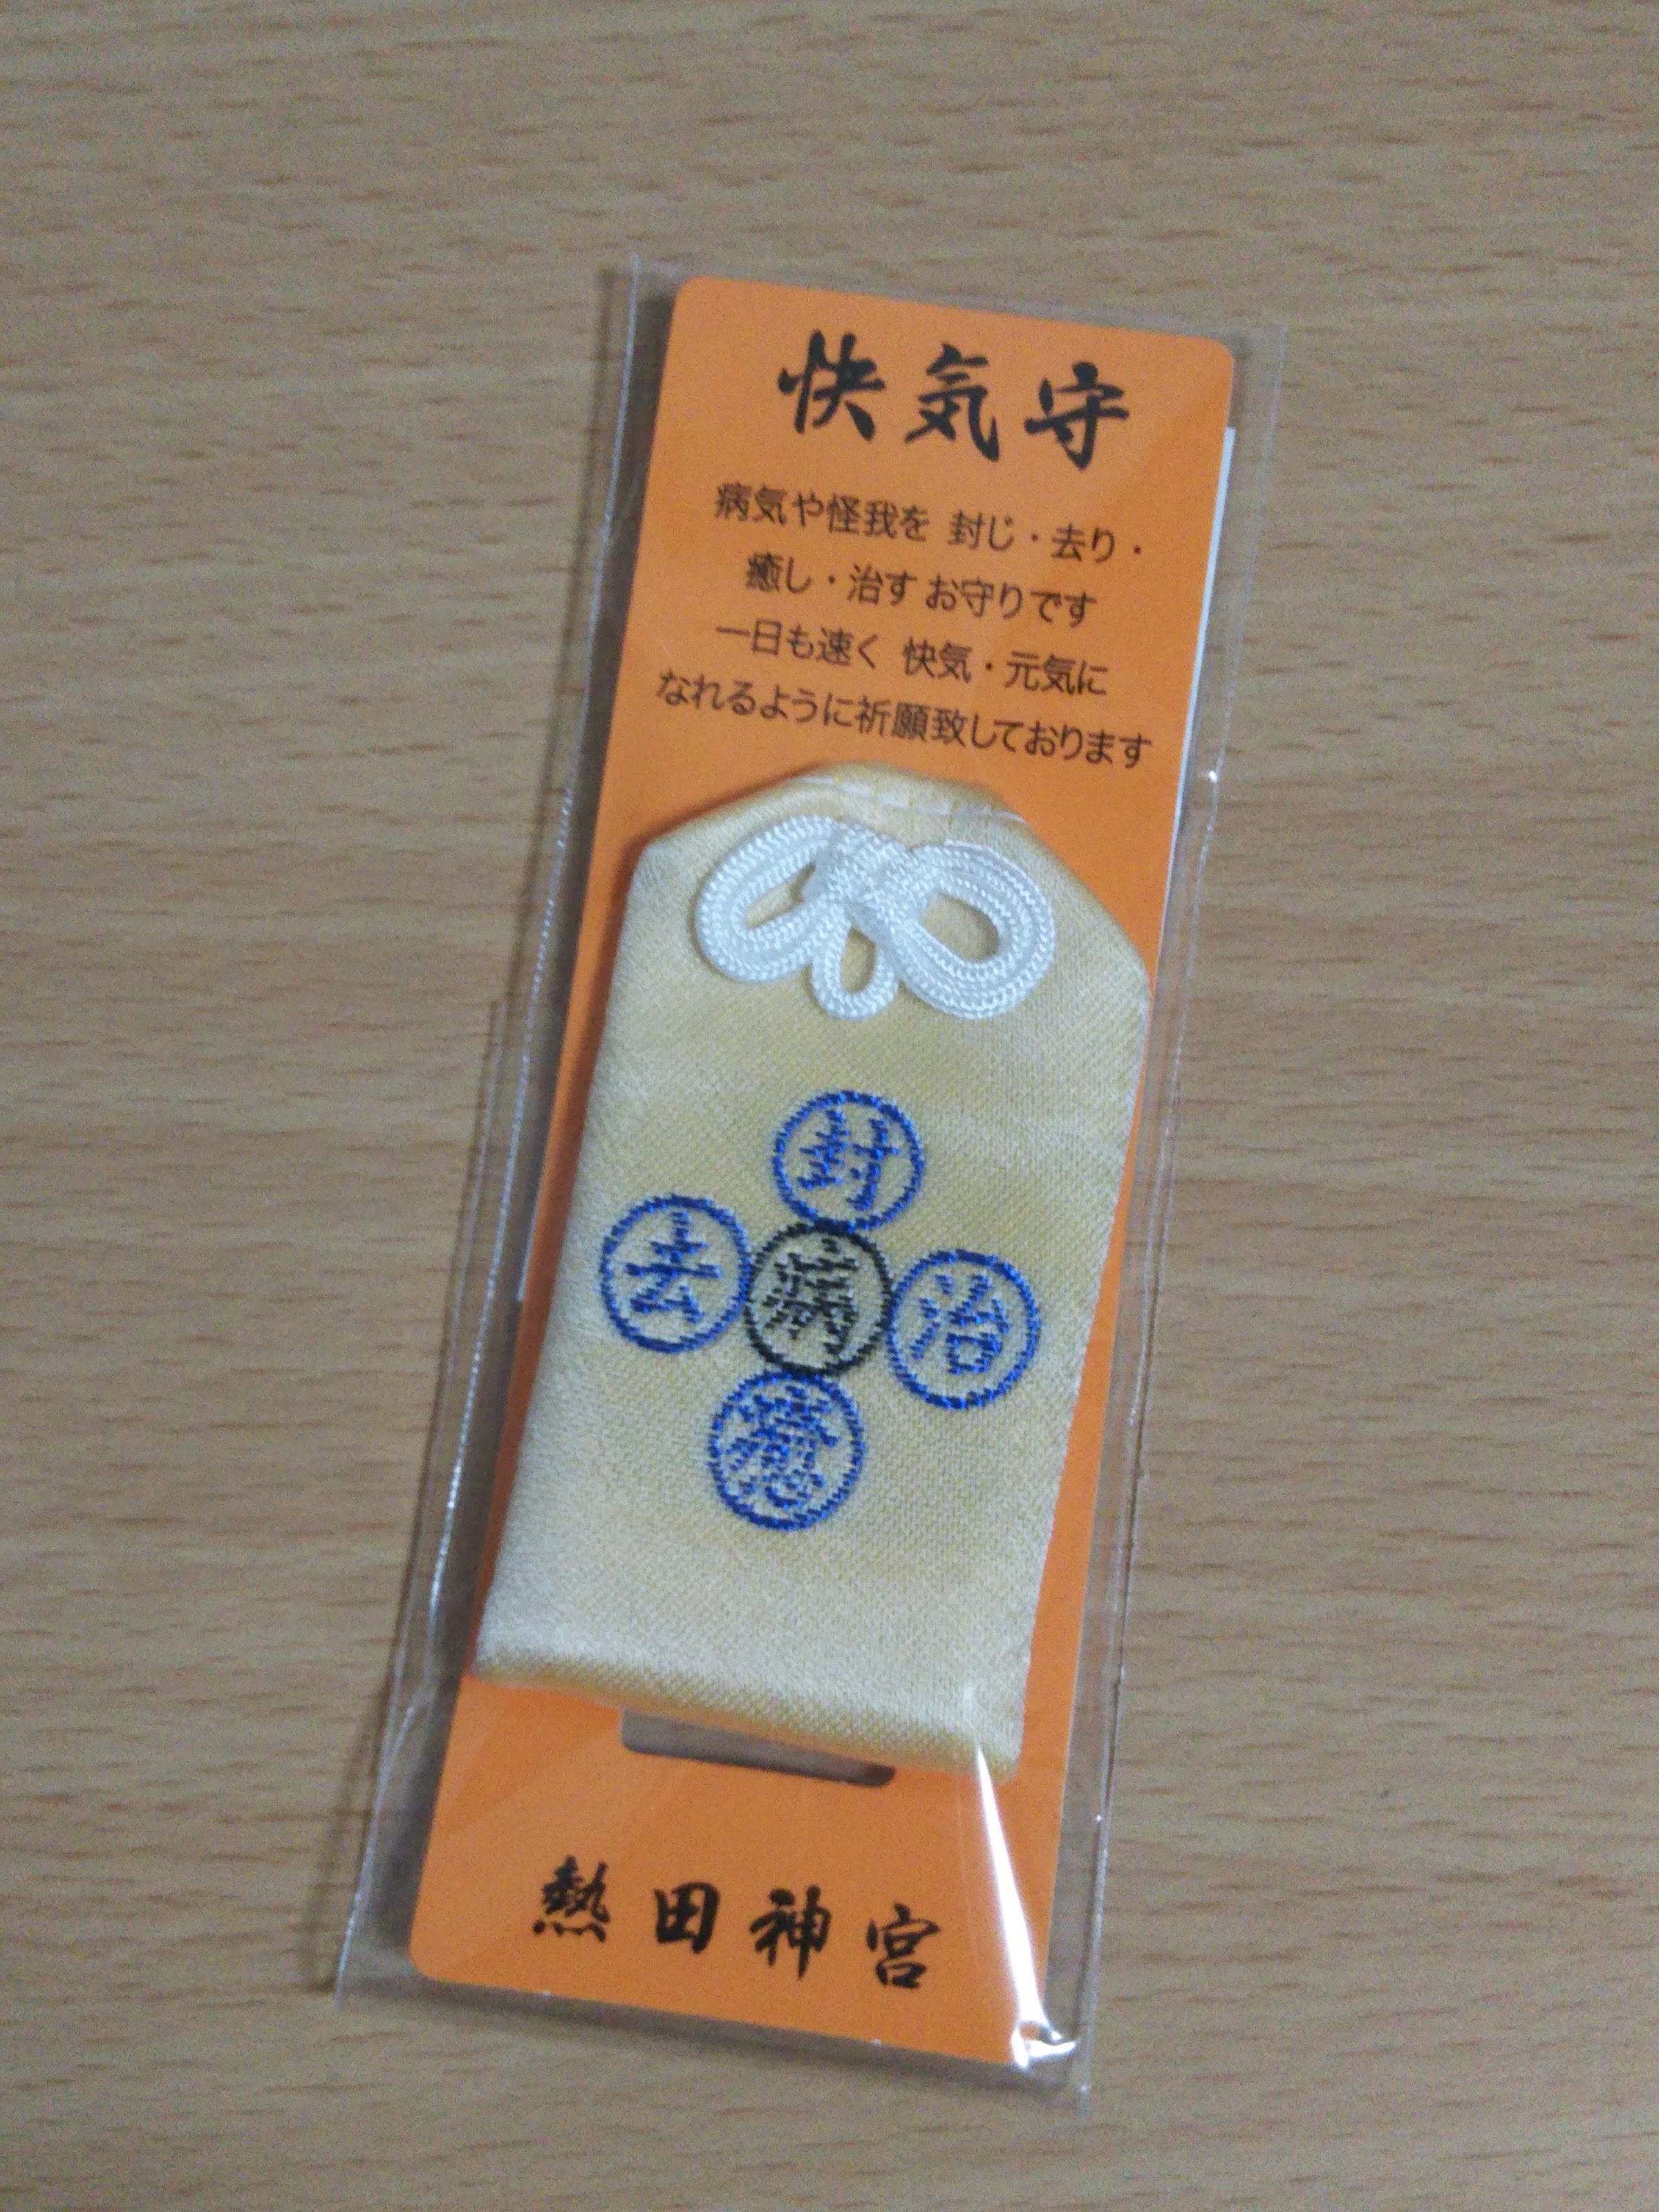 快気守
病気や怪我を 封じ・去り・
癒し・治す お守りです
一日も速く 快気・元気に
なれるように祈願致しております
封
去 病 治
癒
熱田神宮